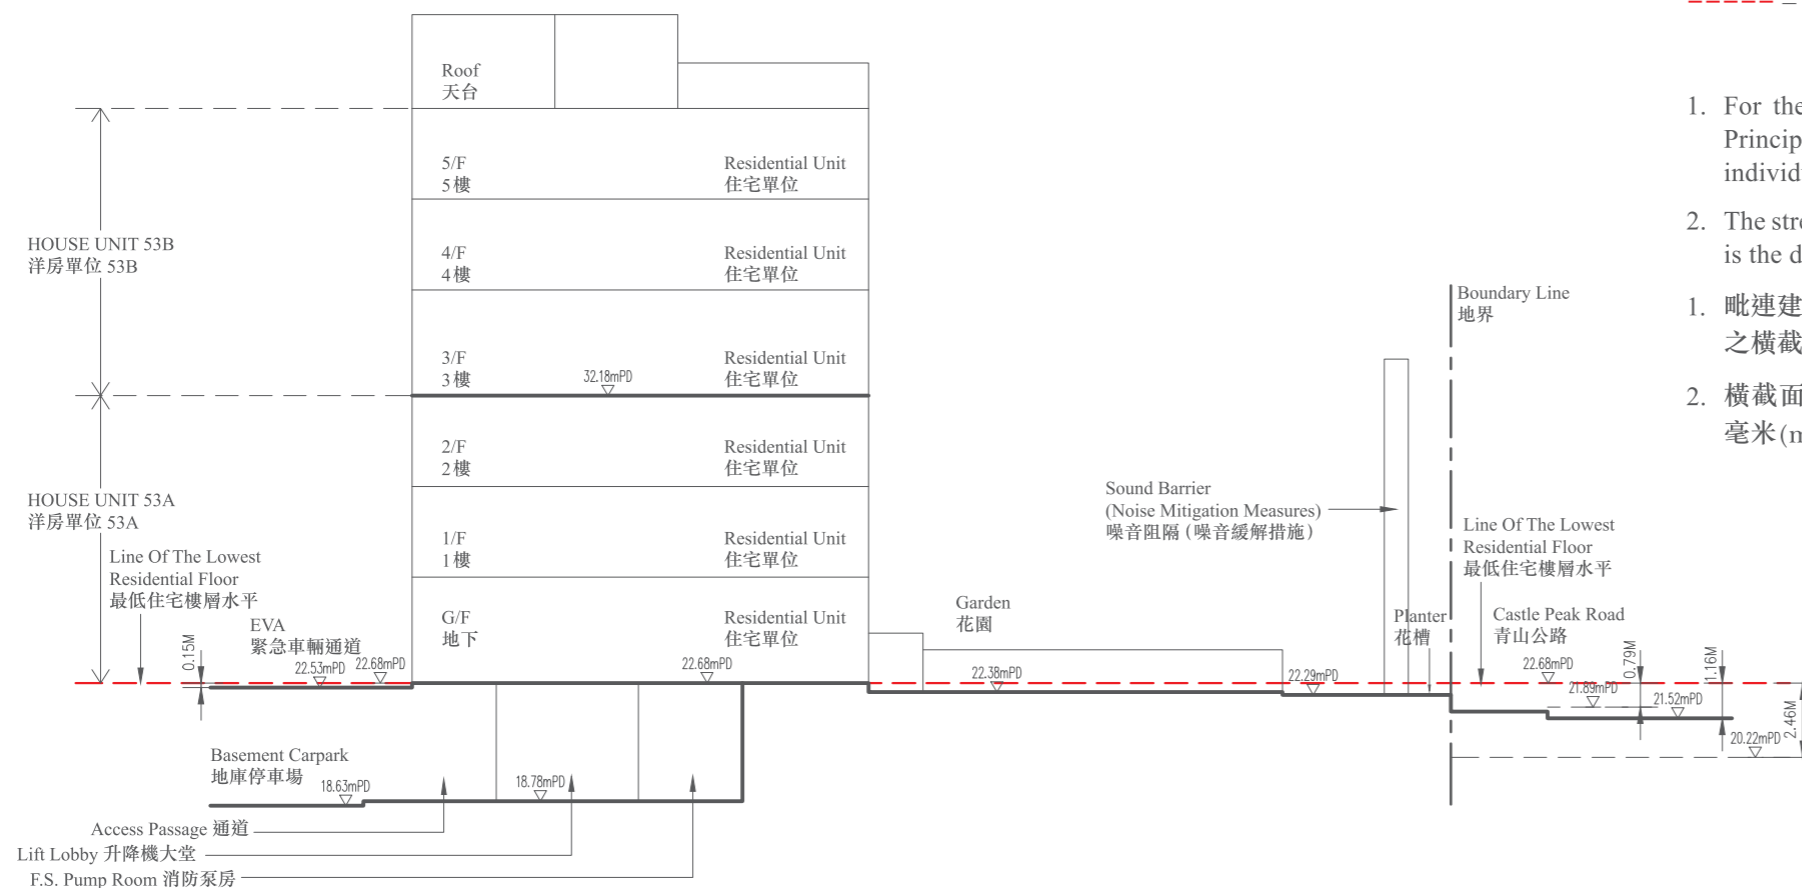 Roof
天台
5/F
5樓
Residential Unit
住宅單位
HOUSE UNIT 53B
洋房單位 53B
4/F
4樓
Residential Unit
住宅單位
3/F
3樓
32.18mPD
Residential Unit
住宅單位
2/F
2樓
Residential Unit
住宅單位
HOUSE UNIT 53A
洋房單位 53A
1/F
1樓
Residential Unit
住宅單位
Line Of The Lowest
Residential Floor
最低住宅樓層水平
G/F
地下
Residential Unit
住宅單位
EVA
緊急車輛通道
0.15M
22.53mPD
22.68mPD
22.68mPD
Garden
花園
22.38mPD
22.29mPD
Sound Barrier
(Noise Mitigation Measures)
噪音阻隔 (噪音緩解措施)
Planter
花槽
Boundary Line
地界
Line Of The Lowest
Residential Floor
最低住宅樓層水平
Castle Peak Road
青山公路
22.68mPD
0.79M
1.16M
21.89mPD
21.52mPD
2.46M
20.22mPD
Basement Carpark
地庫停車場
18.63mPD
18.78mPD
Access Passage 通道
Lift Lobby 升降機大堂
F.S. Pump Room 消防泵房
1. For the
Princip
individ
2. The stre
is the d
1. 毗連建
之橫截
2. 橫截面
毫米(m